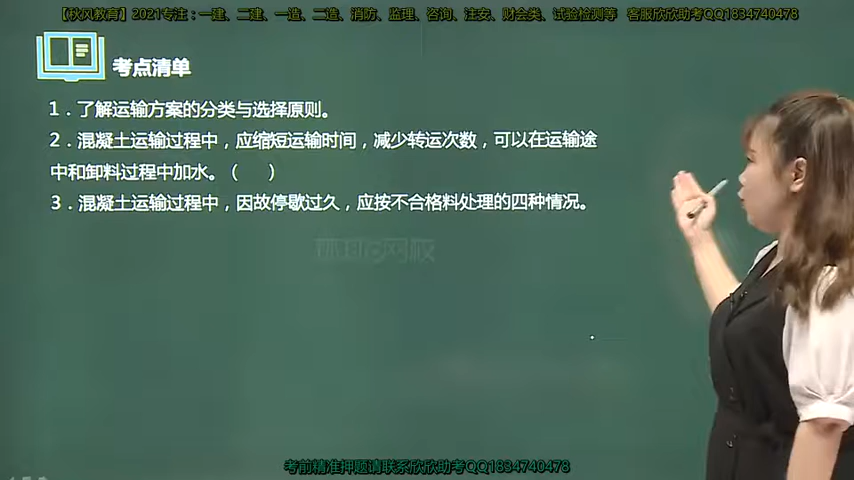 【秋风教育】2021专注：一建、二建、一造、二造、消防、监理、咨询、注安、财会类、试验检测等 客服欣欣助考QQ1834740478
考点清单
1．了解运输方案的分类与选择原则。
2．混凝土运输过程中，应缩短运输时间，减少转运次数，可以在运输途
中和卸料过程中加水。（ ）
3．混凝土运输过程中，因故停歇过久，应按不合格料处理的四种情况。
考前精准押题请联系欣欣助考QQ1834740478